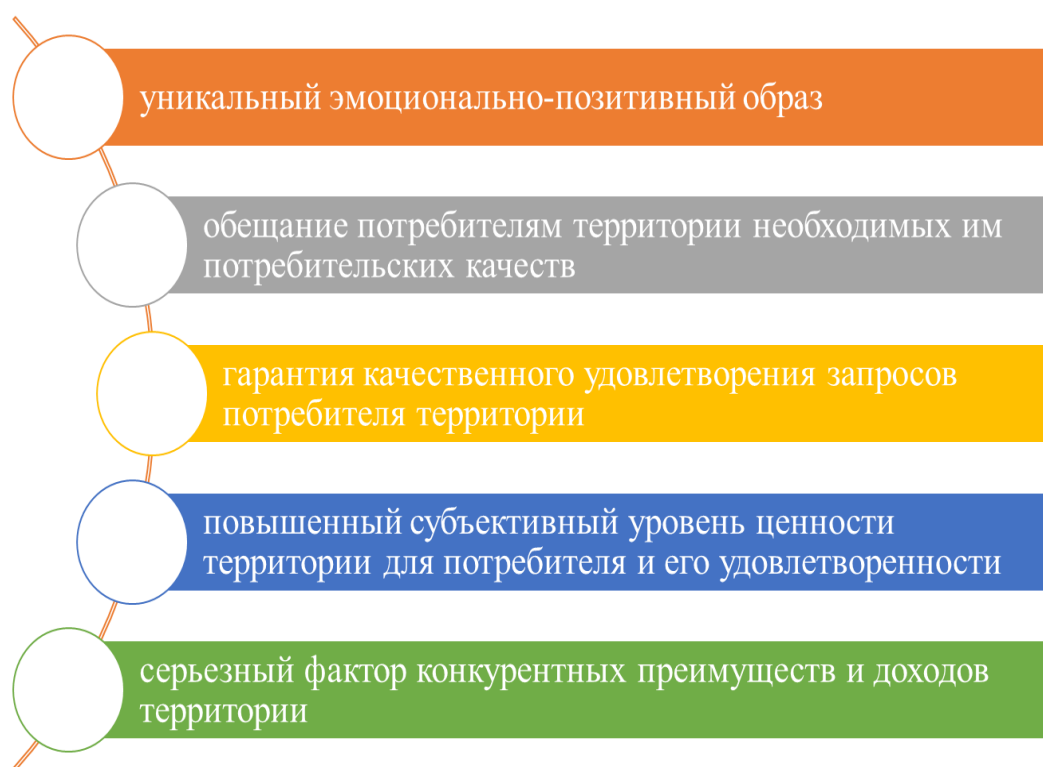 уникальный эмоционально-позитивный образ
обещание потребителям территории необходимых им
потребительских качеств
гарантия качественного удовлетворения запросов
потребителя территории
повышенный субъективный уровень ценности
территории для потребителя и его удовлетворенности
серьезный фактор конкурентных преимуществ и доходов
территории